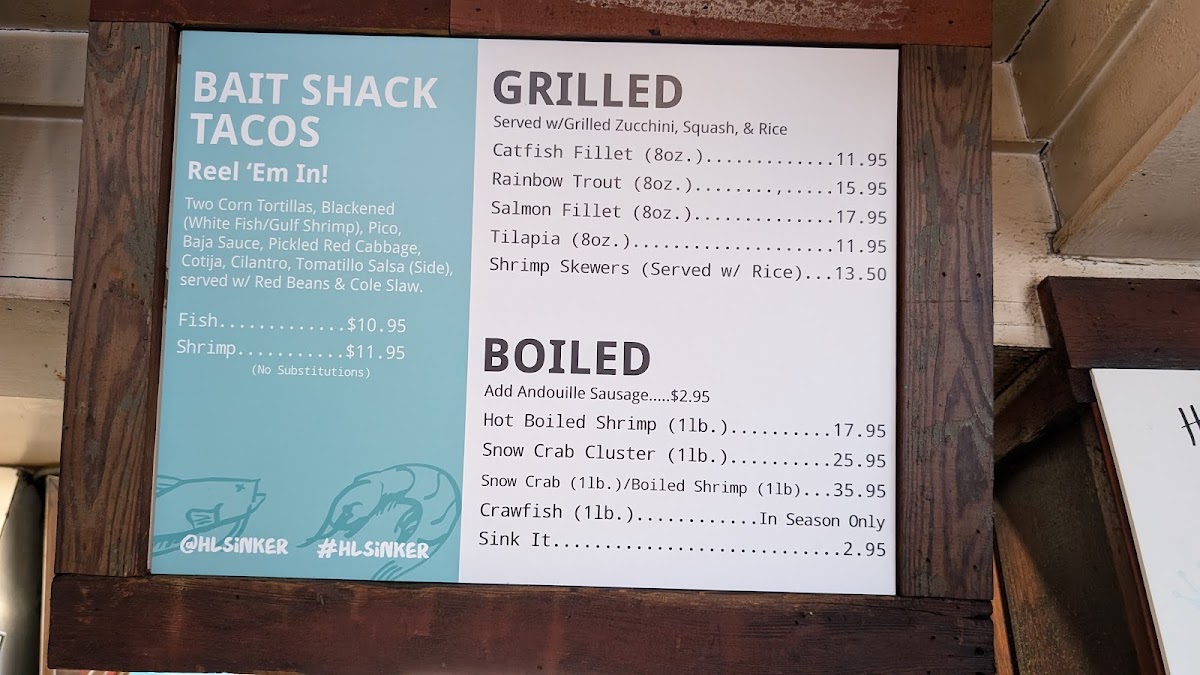 BAIT SHACK
TACOS
Reel ‘Em In!
Two Corn Tortillas, Blackened
(White Fish/Gulf Shrimp), Pico,
Baja Sauce, Pickled Red Cabbage,
Cotija, Cilantro, Tomatillo Salsa (Side),
served w/ Red Beans & Cole Slaw.
Fish.............$10.95
Shrimp...........$11.95
(No Substitutions)
@HLSiNKER #HLSiNKER
GRILLED
Served w/Grilled Zucchini, Squash, & Rice
Catfish Fillet (8oz.).............11.95
Rainbow Trout (8oz.)........,.....15.95
Salmon Fillet (8oz.)..............17.95
Tilapia (8oz.)....................11.95
Shrimp Skewers (Served w/ Rice)...13.50
BOILED
Add Andouille Sausage.....$2.95
Hot Boiled Shrimp (1lb.)..........17.95
Snow Crab Cluster (1lb.)..........25.95
Snow Crab (1lb.)/Boiled Shrimp (1lb)...35.95
Crawfish (1lb.)............In Season Only
Sink It.............................2.95